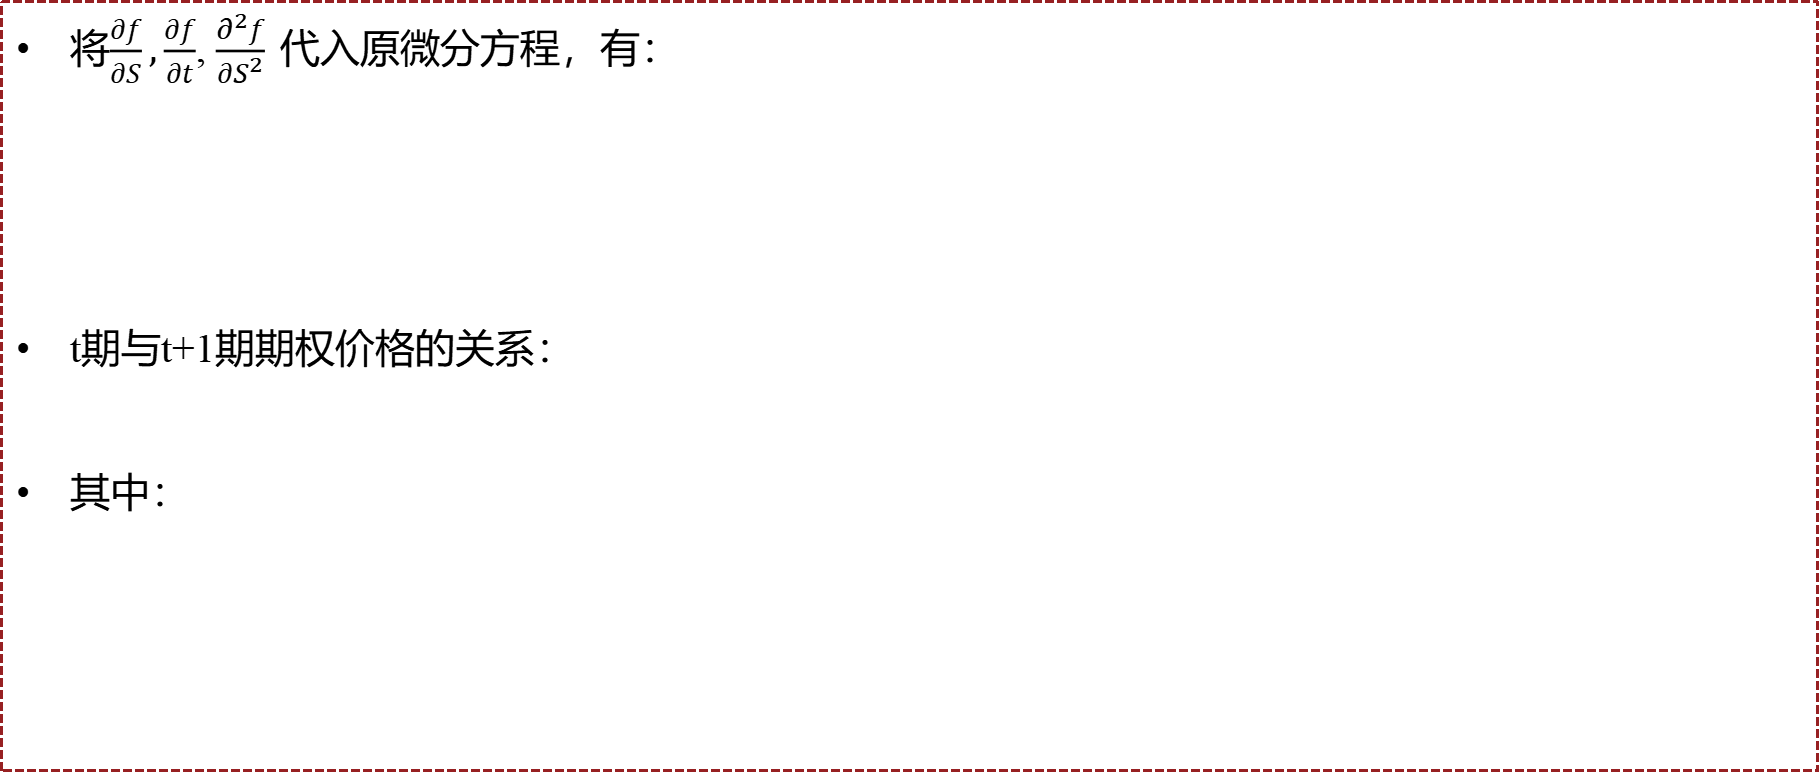 • 将∂f/∂S, ∂f/∂t, ∂²f/∂S² 代入原微分方程，有：
• t期与t+1期期权价格的关系：
• 其中：